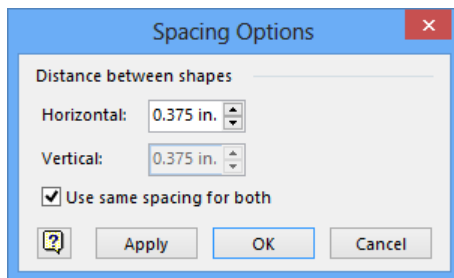 Spacing Options
Distance between shapes
Horizontal: 0.375 in.
Vertical: 0.375 in.
Use same spacing for both
? Apply OK Cancel